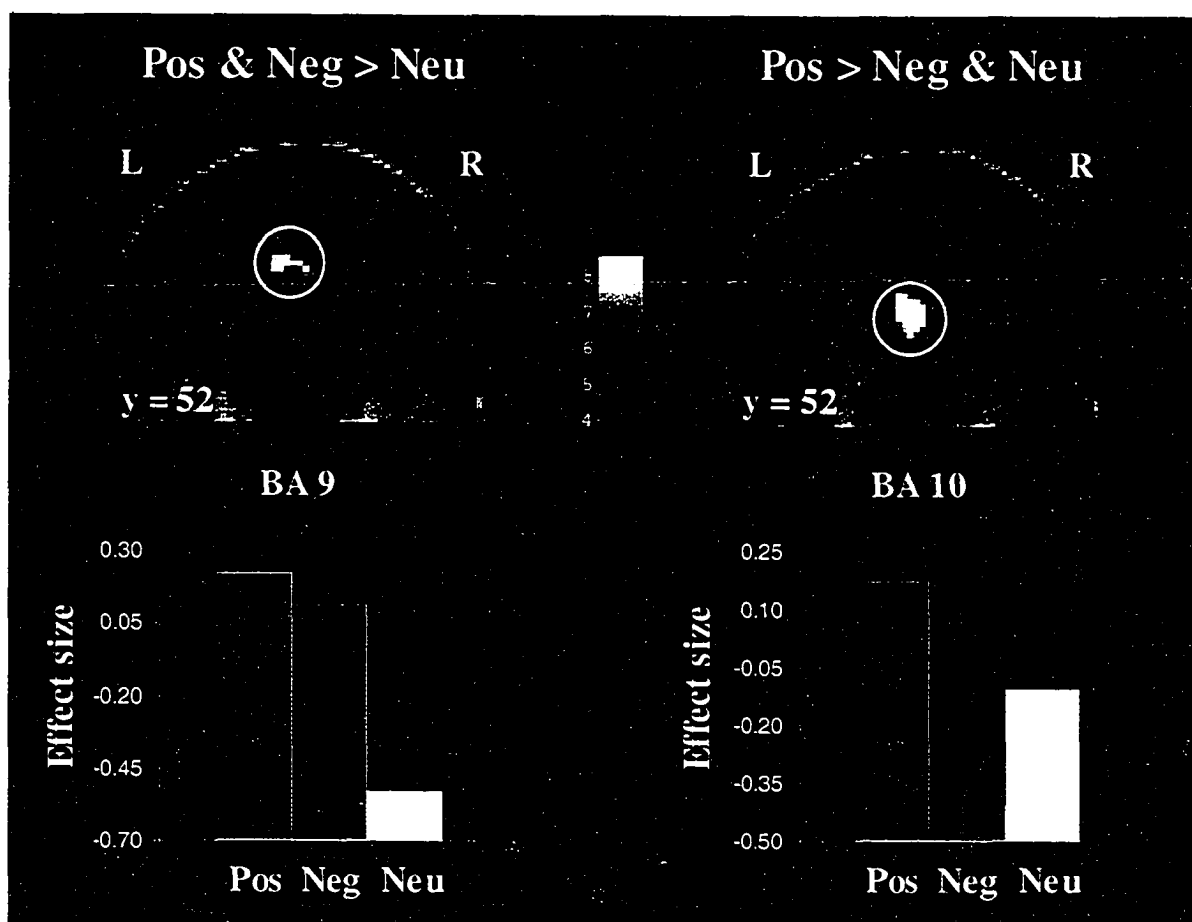 Pos & Neg > Neu
Pos > Neg & Neu
L
R
L
R
7
6
5
4
y = 52
y = 52
BA 9
BA 10
Effect size
0.30
0.05
-0.20
-0.45
-0.70
Pos Neg Neu
Effect size
0.25
0.10
-0.05
-0.20
-0.35
-0.50
Pos Neg Neu